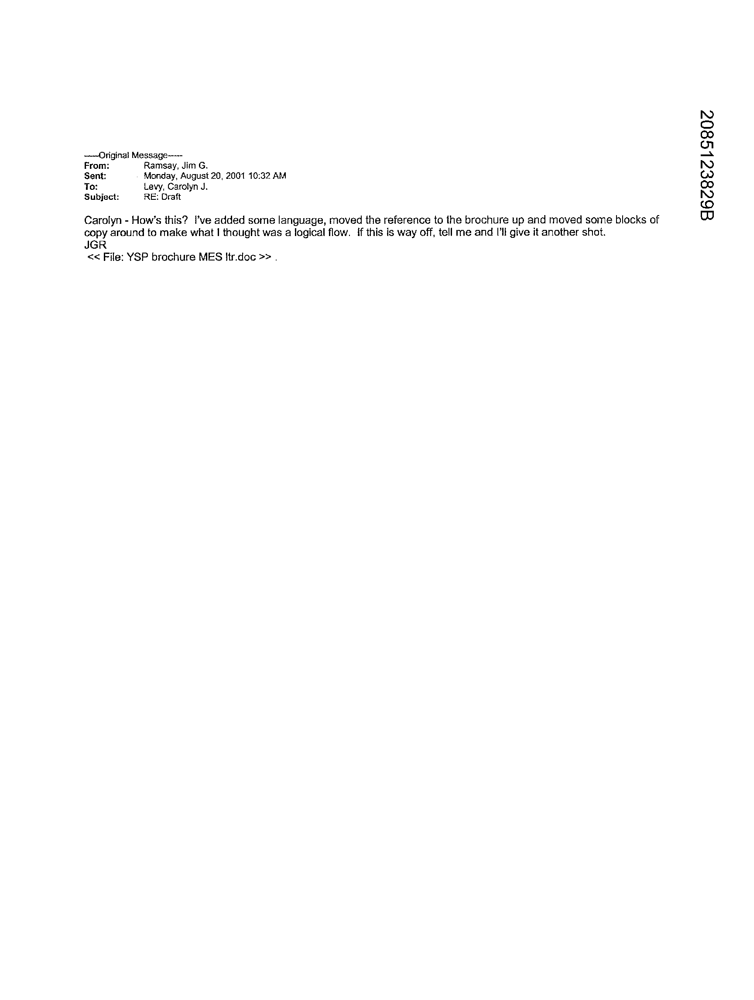 -----Original Message-----
From: Ramsay, Jim G.
Sent: Monday, August 20, 2001 10:32 AM
To: Levy, Carolyn J.
Subject: RE: Draft
Carolyn - How's this? I've added some language, moved the reference to the brochure up and moved some blocks of
copy around to make what I thought was a logical flow. If this is way off, tell me and I'll give it another shot.
JGR
<< File: YSP brochure MES ltr.doc >> .
2085123829B